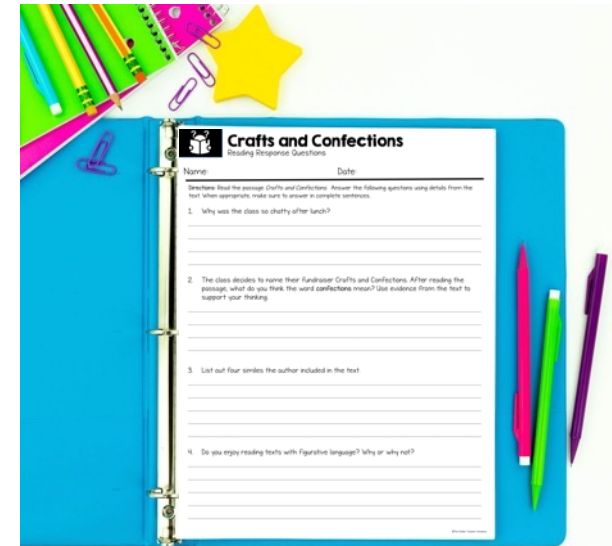 Crafts and Confections
Reading Response Questions
Name: Date:
Directions: Read the passage Crafts and Confections. Answer the following questions using details from the
text. When appropriate, make sure to answer in complete sentences.
1. Why was the class so chatty after lunch?
2. The class decides to name their fundraiser Crafts and Confections. After reading the
passage, what do you think the word confections mean? Use evidence from the text to
support your thinking.
3. List out four similes the author included in the text.
4. Do you enjoy reading texts with figurative language? Why or why not?